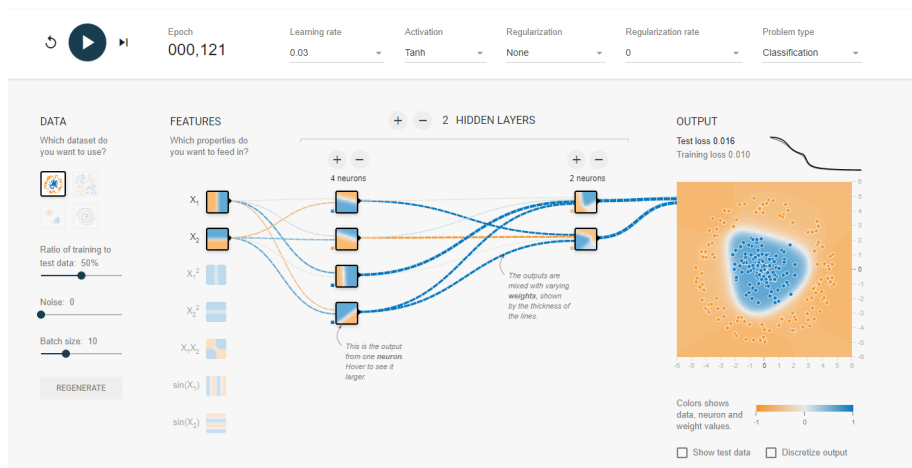 Epoch
000,121
Learning rate
0.03
Activation
Tanh
Regularization
None
Regularization rate
0
Problem type
Classification
DATA
Which dataset do
you want to use?
Ratio of training to
test data: 50%
Noise: 0
Batch size: 10
REGENERATE
FEATURES
Which properties do
you want to feed in?
X₁
X₂
X₁²
X₂²
X₁X₂
sin(X₁)
sin(X₂)
+ − 2 HIDDEN LAYERS
+ −
4 neurons
+ −
2 neurons
The outputs are
mixed with varying
weights, shown
by the thickness of
the lines.
This is the output
from one neuron.
Hover to see it
larger.
OUTPUT
Test loss 0.016
Training loss 0.010
6
5
4
3
2
1
0
-1
-2
-3
-4
-5
-6
-6 -5 -4 -3 -2 -1 0 1 2 3 4 5 6
Colors shows
data, neuron and
weight values.
-1 0 1
Show test data
Discretize output